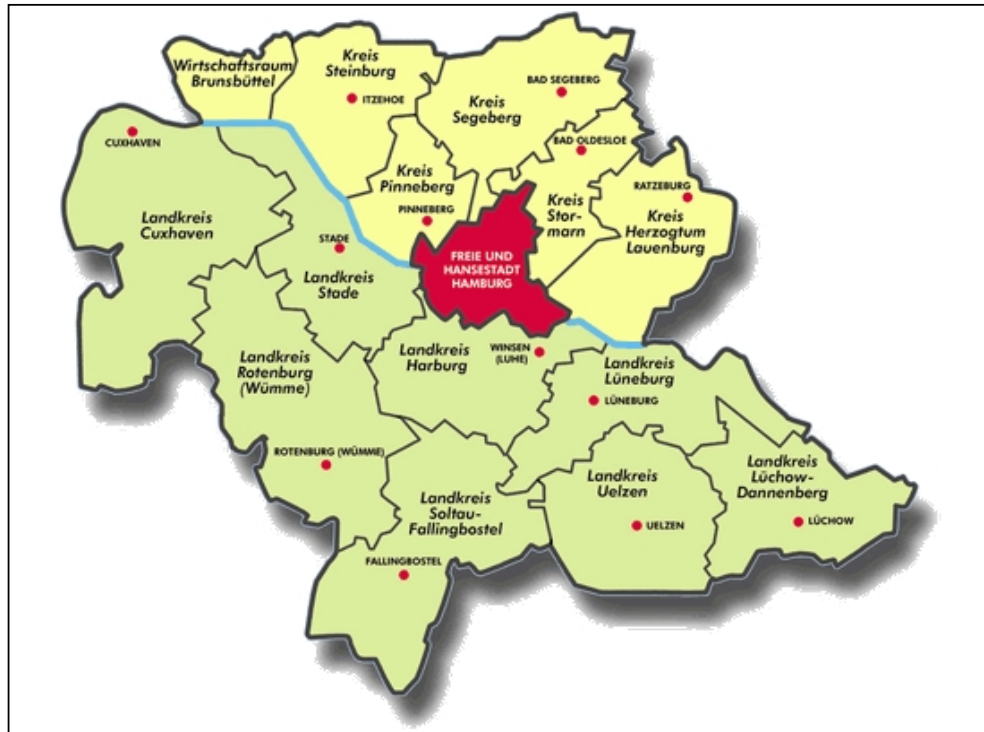 Wirtschaftsraum
Brunsbüttel
Kreis
Steinburg
ITZEHOE
Kreis
Segeberg
BAD SEGEBERG
CUXHAVEN
BAD OLDESLOE
Kreis
Pinneberg
PINNEBERG
Kreis
Stor-
marn
RATZEBURG
Kreis
Herzogtum
Lauenburg
Landkreis
Cuxhaven
STADE
Landkreis
Stade
FREIE UND
HANSESTADT
HAMBURG
Landkreis
Rotenburg
(Wümme)
Landkreis
Harburg
WINSEN
(LUHE)
Landkreis
Lüneburg
LÜNEBURG
ROTENBURG (WÜMME)
Landkreis
Soltau-
Fallingbostel
FALLINGBOSTEL
Landkreis
Uelzen
UELZEN
Landkreis
Lüchow-
Dannenberg
LÜCHOW